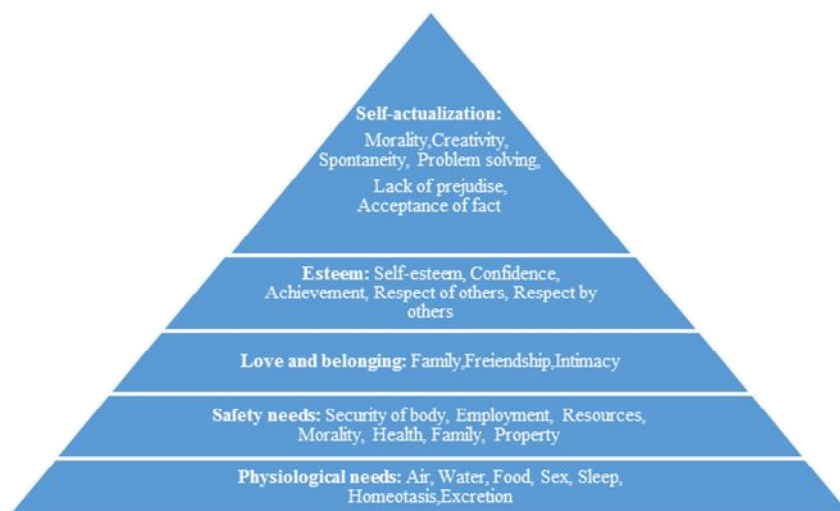 Self-actualization:
Morality,Creativity,
Spontaneity, Problem solving,
Lack of prejudise,
Acceptance of fact
Esteem: Self-esteem, Confidence,
Achievement, Respect of others, Respect by
others
Love and belonging: Family,Freiendship,Intimacy
Safety needs: Security of body, Employment, Resources,
Morality, Health, Family, Property
Physiological needs: Air, Water, Food, Sex, Sleep,
Homeotasis,Excretion